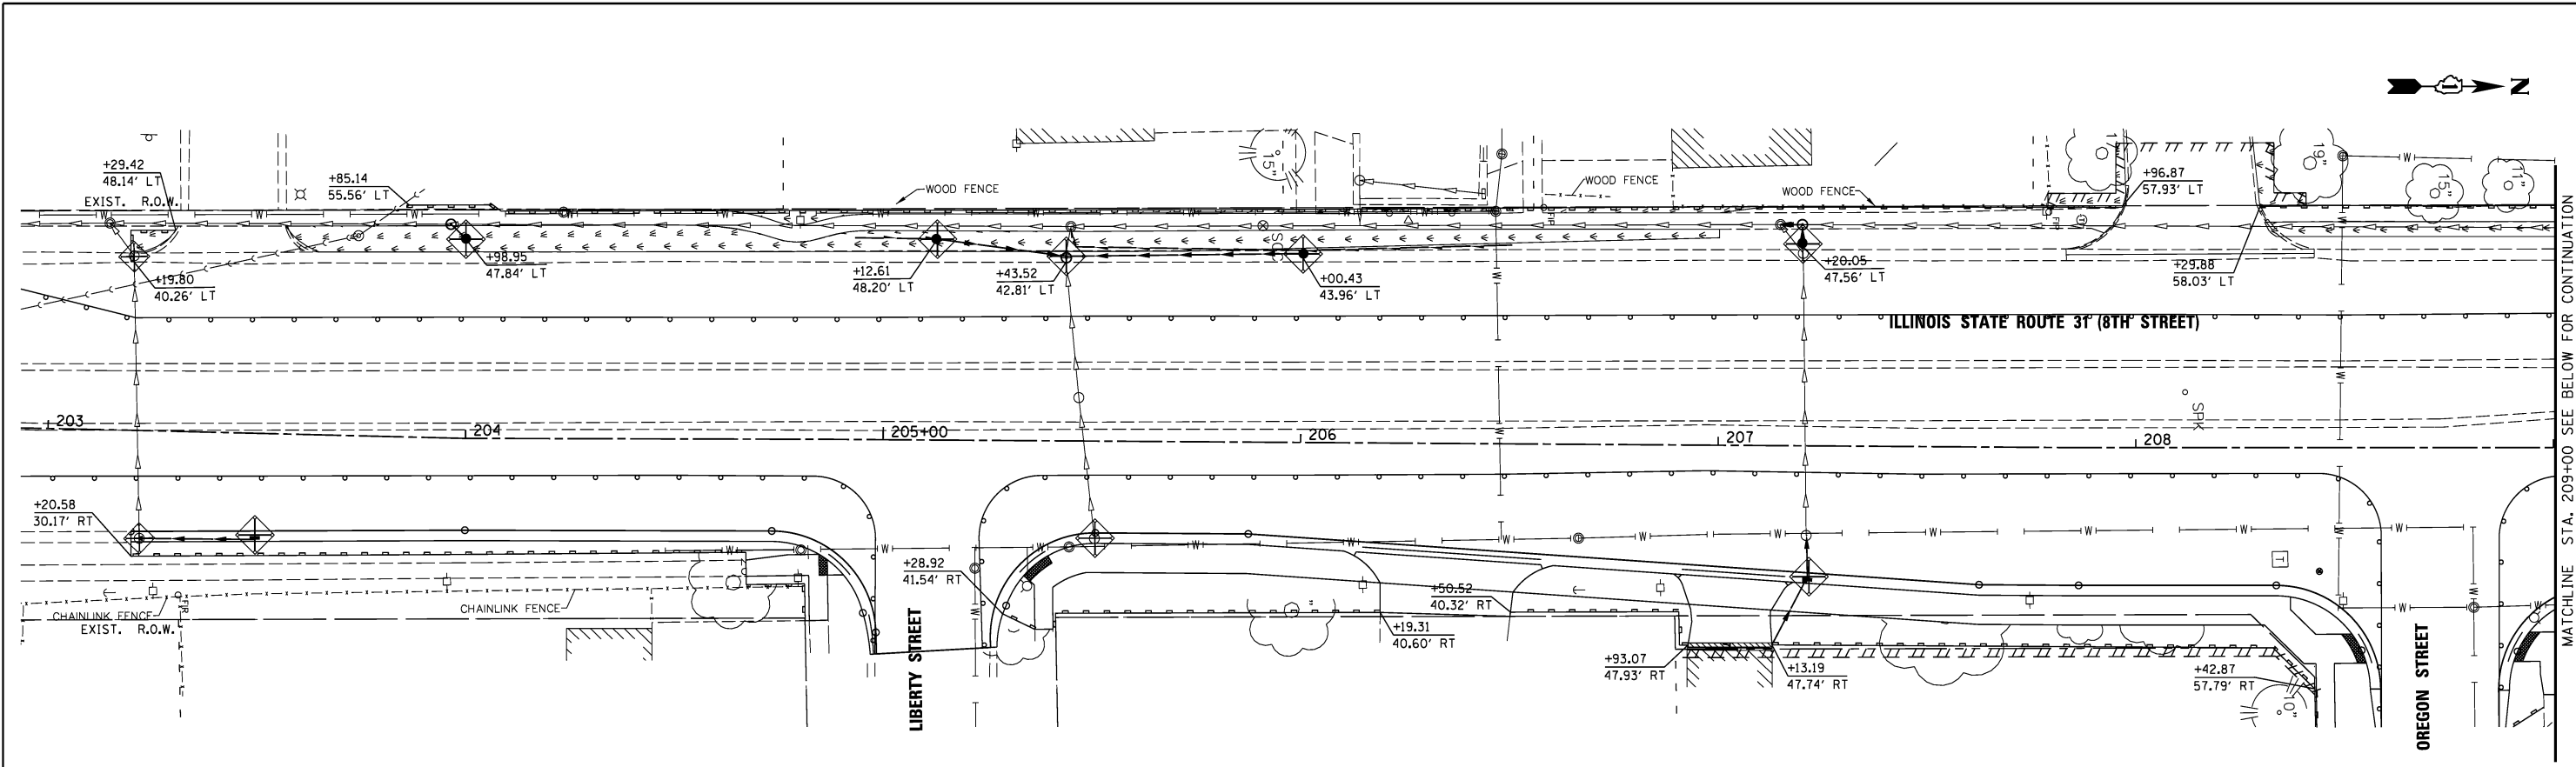 N
+29.42
48.14' LT
EXIST. R.O.W.
+85.14
55.56' LT
WOOD FENCE
15"
WOOD FENCE
WOOD FENCE
17"
+96.87
57.93' LT
19"
15"
11"
+19.80
40.26' LT
+98.95
47.84' LT
+12.61
48.20' LT
+43.52
42.81' LT
+00.43
43.96' LT
+20.05
47.56' LT
+29.88
58.03' LT
ILLINOIS STATE ROUTE 31 (8TH STREET)
SPK
203
204
205+00
206
207
208
+20.58
30.17' RT
CHAINLINK FENCE
EXIST. R.O.W.
CHAINLINK FENCE
LIBERTY STREET
+28.92
41.54' RT
+50.52
40.32' RT
+19.31
40.60' RT
+93.07
47.93' RT
+13.19
47.74' RT
T
+42.87
57.79' RT
10"
OREGON STREET
MATCHLINE STA. 209+00 SEE BELOW FOR CONTINUATION